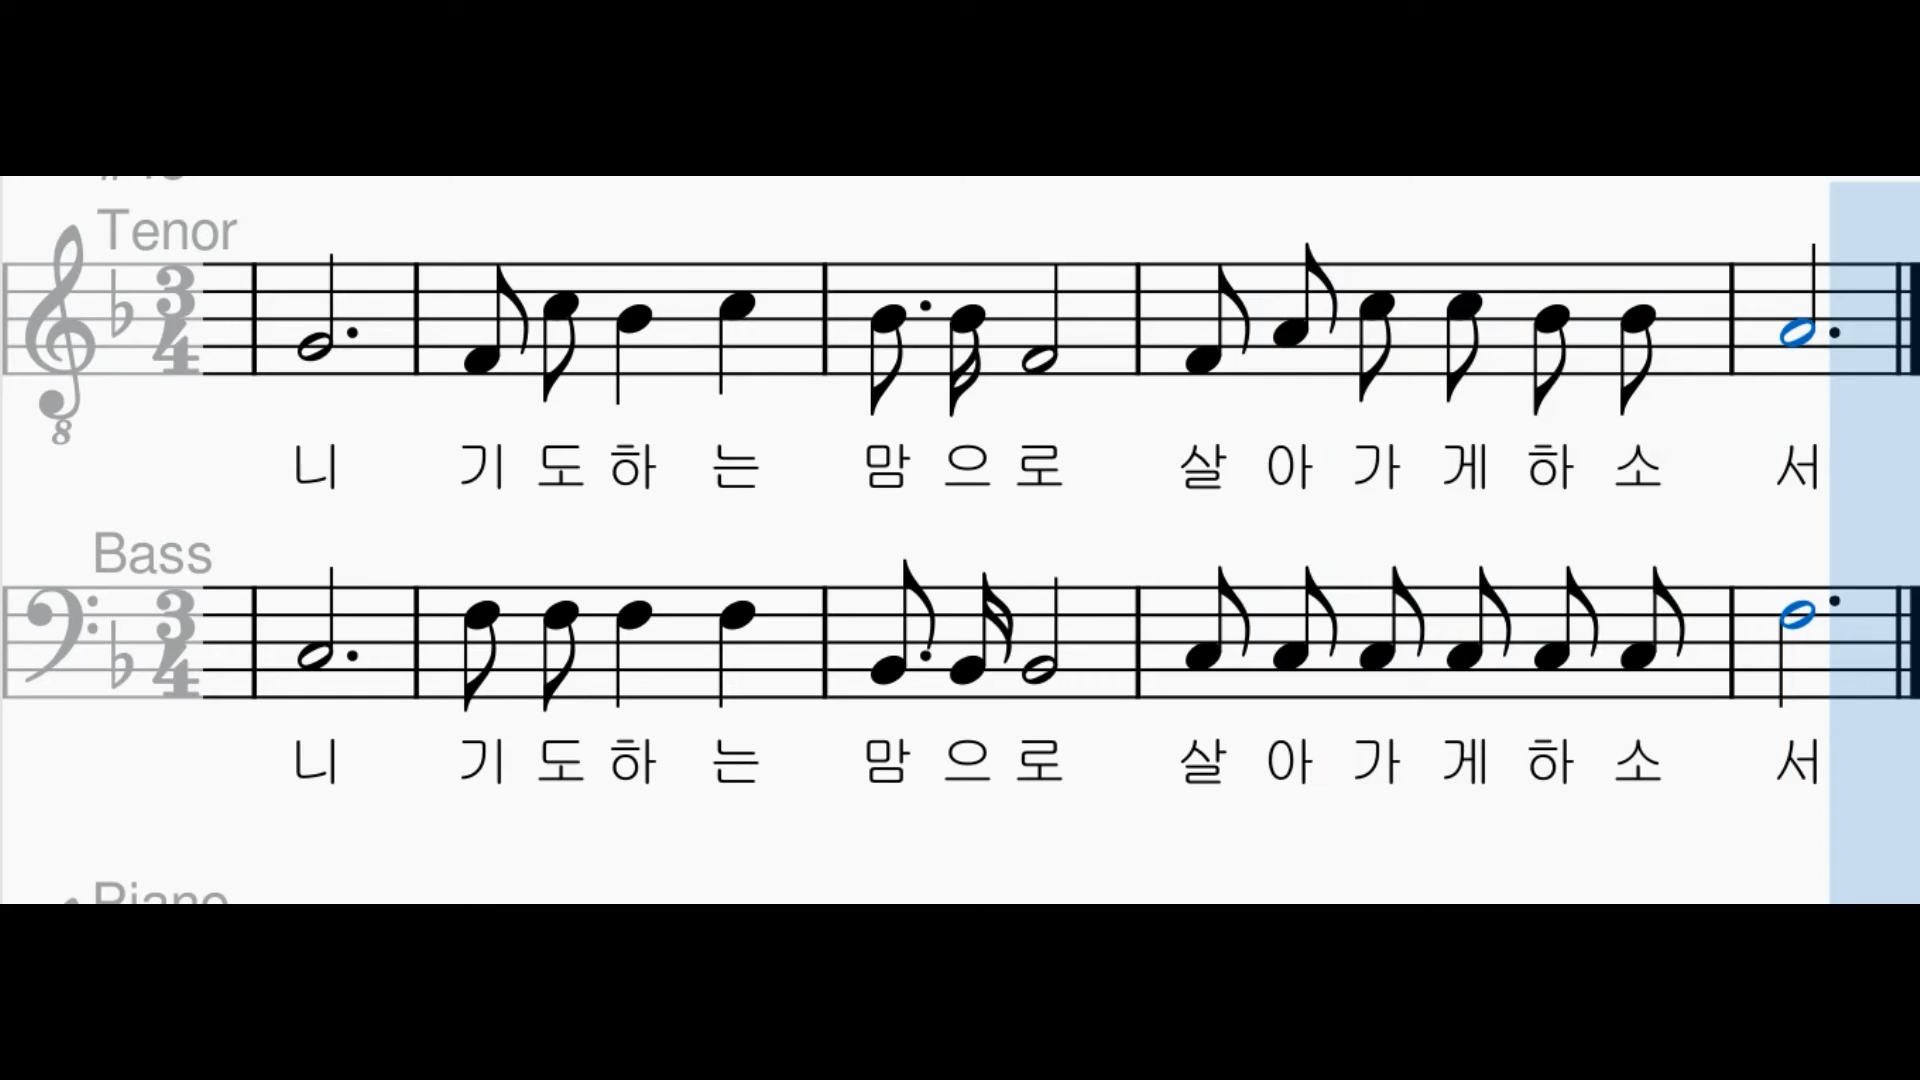 Tenor
니 기 도 하 는 맘 으 로 살 아 가 게 하 소 서
Bass
니 기 도 하 는 맘 으 로 살 아 가 게 하 소 서
Piano